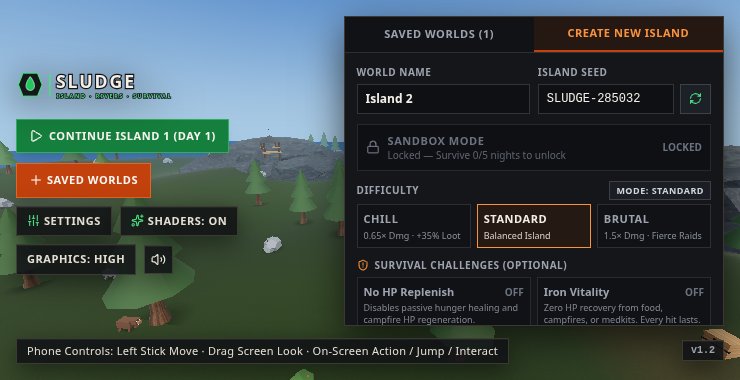 SLUDGE
ISLAND • ROVERS • SURVIVAL
CONTINUE ISLAND 1 (DAY 1)
+ SAVED WORLDS
SETTINGS
SHADERS: ON
GRAPHICS: HIGH
SAVED WORLDS (1)
CREATE NEW ISLAND
WORLD NAME
ISLAND SEED
Island 2
SLUDGE-285032
SANDBOX MODE
Locked — Survive 0/5 nights to unlock
LOCKED
DIFFICULTY
MODE: STANDARD
CHILL
0.65× Dmg · +35% Loot
STANDARD
Balanced Island
BRUTAL
1.5× Dmg · Fierce Raids
SURVIVAL CHALLENGES (OPTIONAL)
No HP Replenish
OFF
Disables passive hunger healing and
campfire HP regeneration.
Iron Vitality
OFF
Zero HP recovery from food,
campfires, or medkits. Every hit lasts.
Phone Controls: Left Stick Move · Drag Screen Look · On-Screen Action / Jump / Interact
v1.2